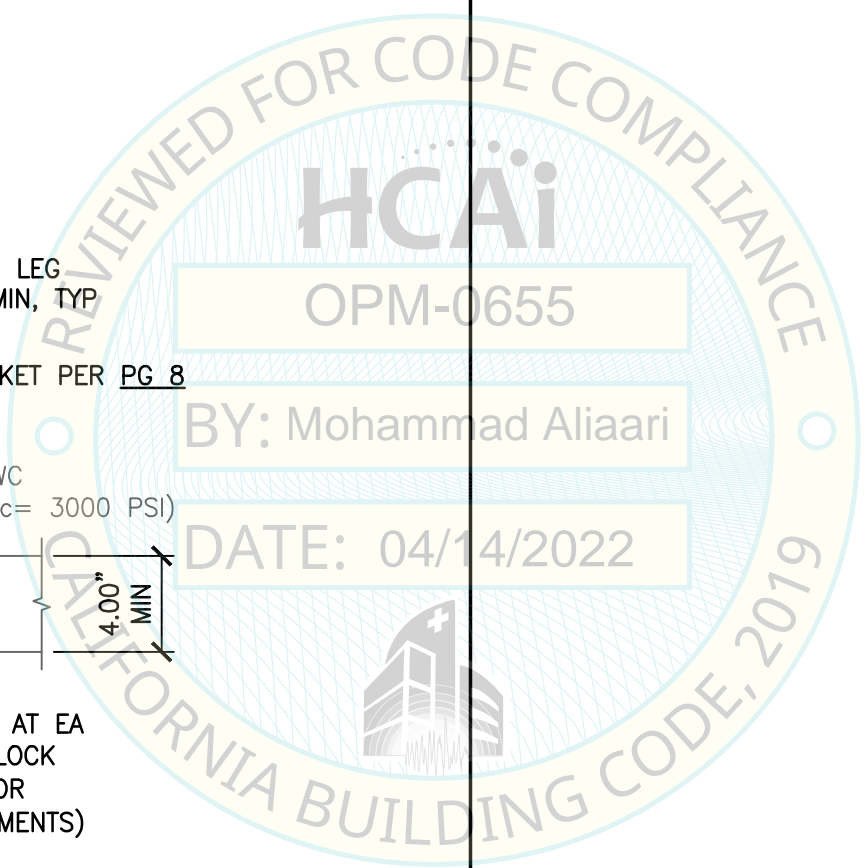 REVIEWED FOR CODE COMPLIANCE
HCAi
LEG
MIN, TYP
OPM-0655
KET PER PG 8
BY: Mohammad Aliaari
WC
c= 3000 PSI)
DATE: 04/14/2022
4.00"
MIN
AT EA
LOCK
OR
MENTS)
CALIFORNIA BUILDING CODE, 2019